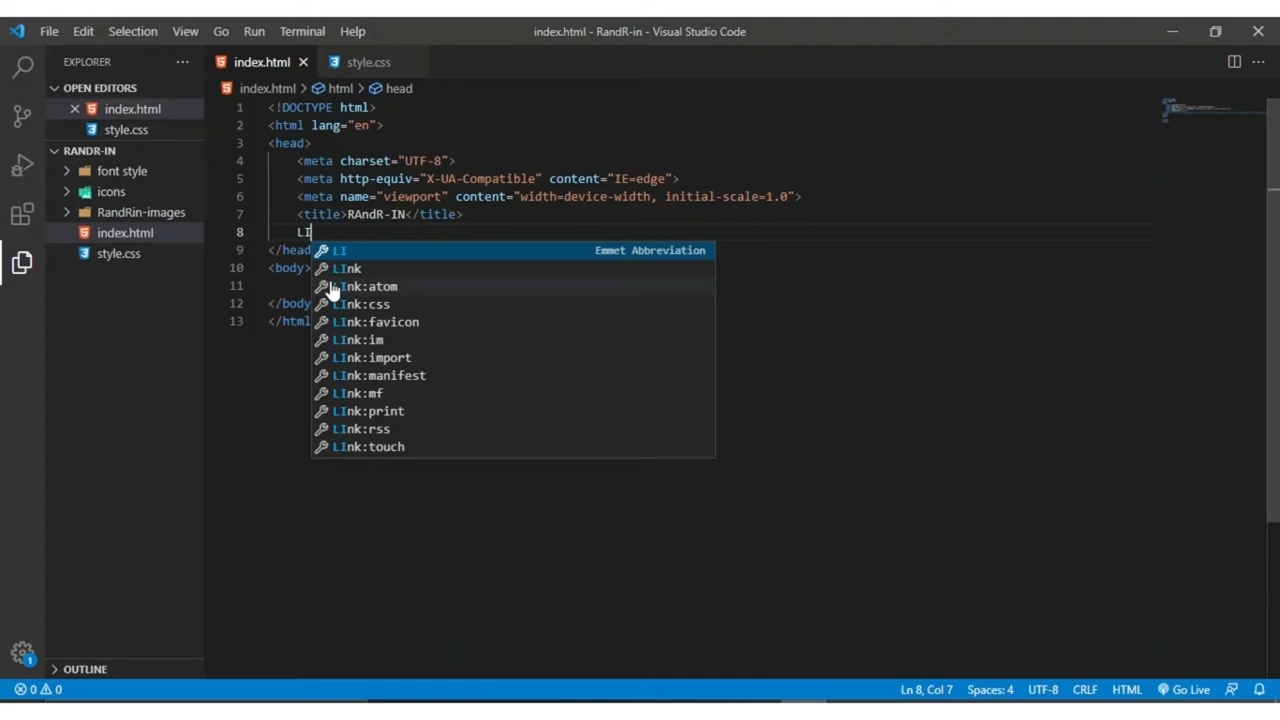 File Edit Selection View Go Run Terminal Help index.html - RandR-in - Visual Studio Code
EXPLORER
OPEN EDITORS
index.html
style.css
RANDR-IN
font style
icons
RandRin-images
index.html
style.css
OUTLINE
index.html style.css
index.html > html > head
1 <!DOCTYPE html>
2 <html lang="en">
3 <head>
4 <meta charset="UTF-8">
5 <meta http-equiv="X-UA-Compatible" content="IE=edge">
6 <meta name="viewport" content="width=device-width, initial-scale=1.0">
7 <title>RAndR-IN</title>
8 LI
9 </head
10 <body>
11
12 </body
13 </html
LI Emmet Abbreviation
LInk
LInk:atom
LInk:css
LInk:favicon
LInk:im
LInk:import
LInk:manifest
LInk:mf
LInk:print
LInk:rss
LInk:touch
1
0 0 Ln 8, Col 7 Spaces: 4 UTF-8 CRLF HTML Go Live